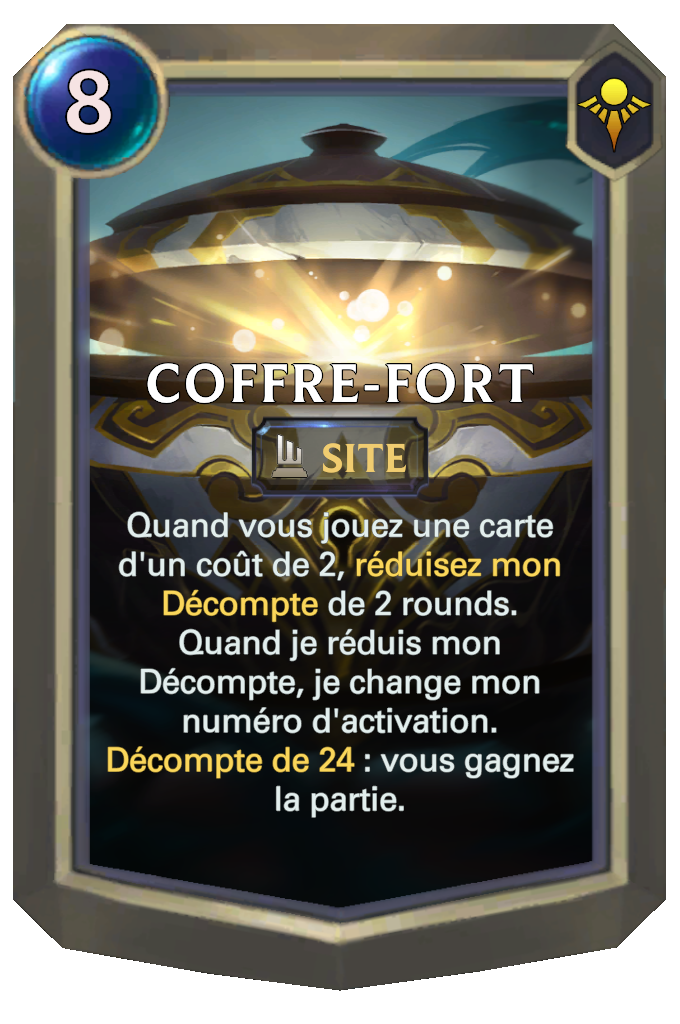 8
COFFRE-FORT
SITE
Quand vous jouez une carte
d'un coût de 2, réduisez mon
Décompte de 2 rounds.
Quand je réduis mon
Décompte, je change mon
numéro d'activation.
Décompte de 24 : vous gagnez
la partie.